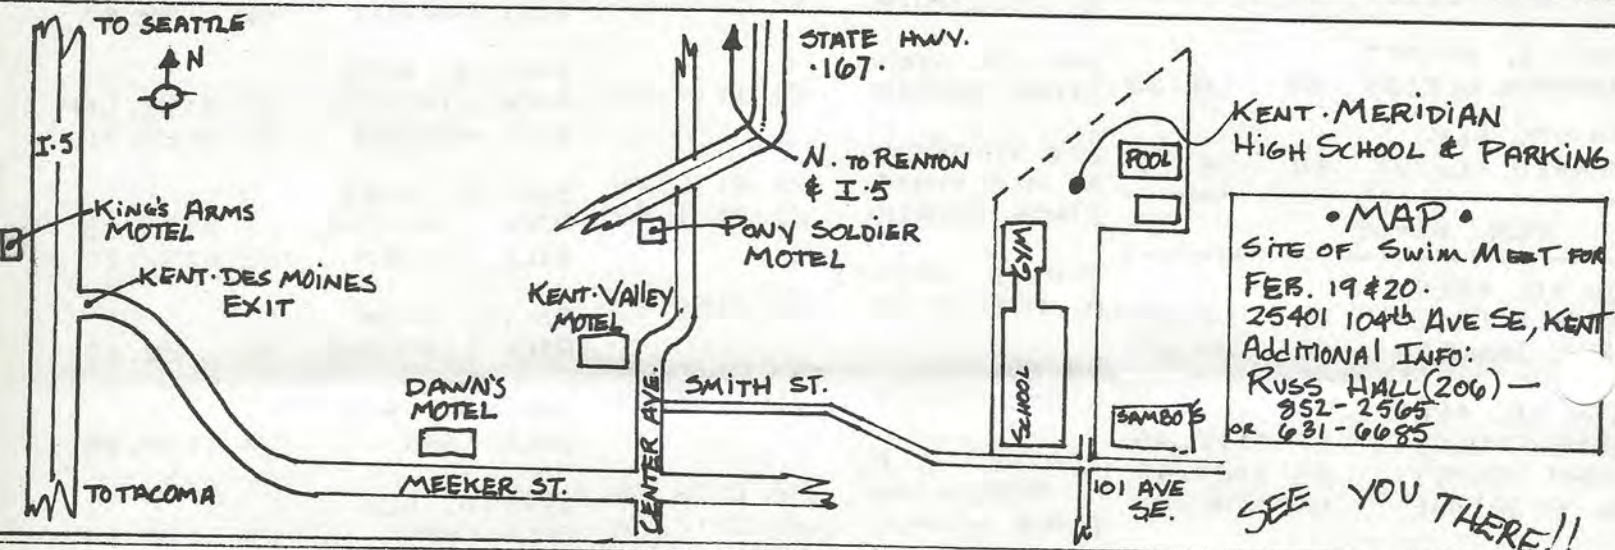 TO SEATTLE
N
I-5
KING'S ARMS
MOTEL
KENT-DES MOINES
EXIT
TO TACOMA
DAWN'S
MOTEL
MEEKER ST.
KENT-VALLEY
MOTEL
CENTER AVE.
SMITH ST.
STATE HWY.
·167·
N. TO RENTON
& I-5
PONY SOLDIER
MOTEL
GYM
SCHOOL
POOL
SAMBO'S
101 AVE
SE.
KENT·MERIDIAN
HIGH SCHOOL & PARKING
• MAP •
SITE OF SWIM MEET FOR
FEB. 19 & 20.
25401 104th AVE SE, KENT
ADDITIONAL INFO:
RUSS HALL (206) —
852-2565
OR 631-6685
SEE YOU THERE!!